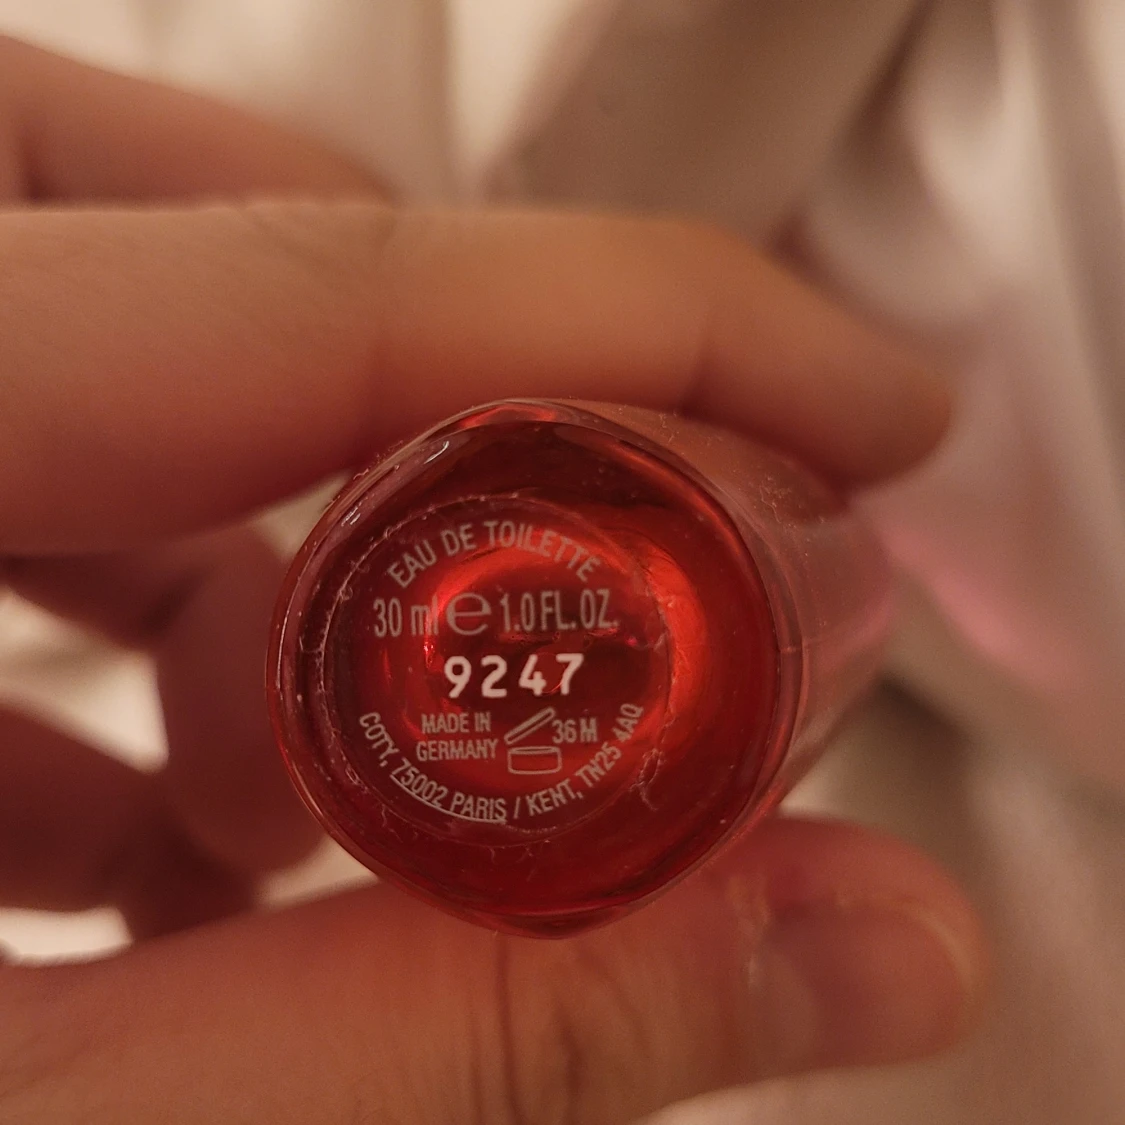 EAU DE TOILETTE
30 ml e 1.0 FL. OZ.
9247
MADE IN
GERMANY
36 M
COTY, 75002 PARIS / KENT, TN25 4AQ